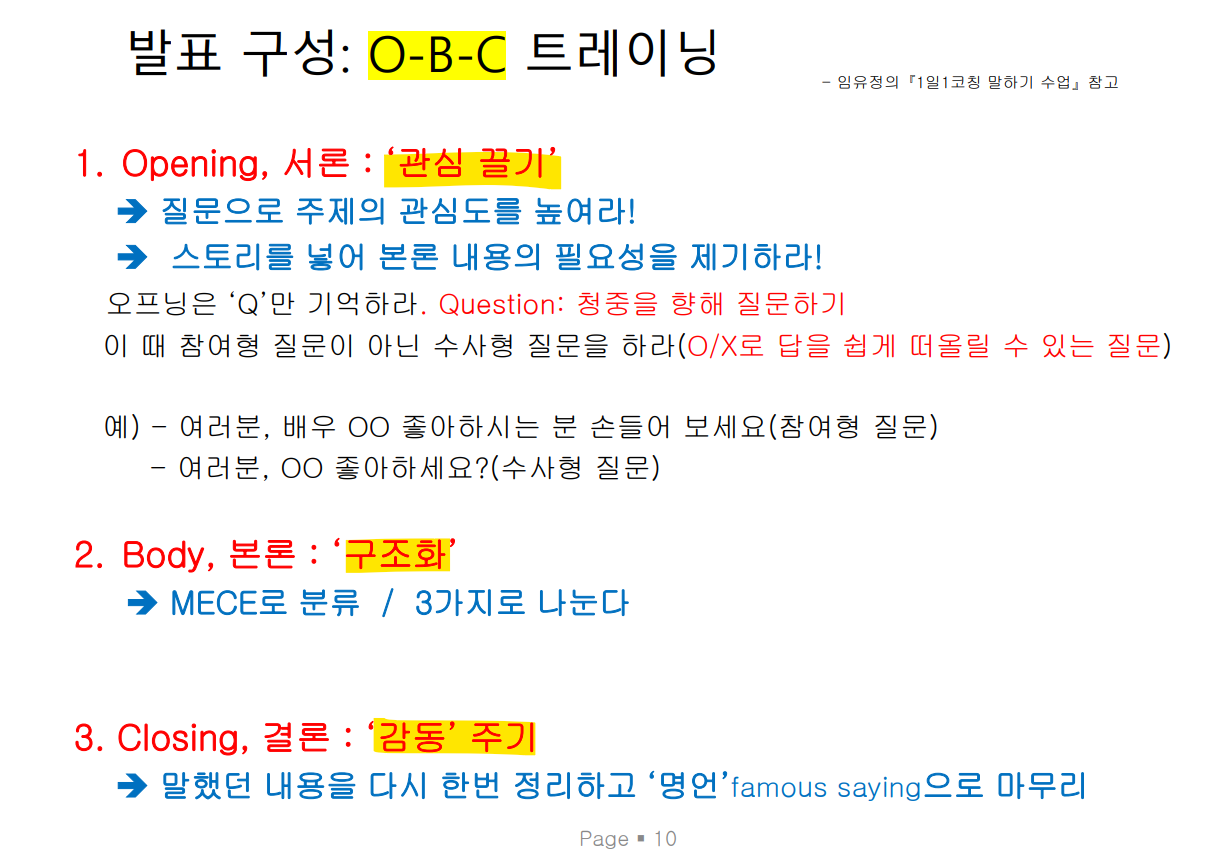 발표 구성: O-B-C 트레이닝
- 임유정의『1일1코칭 말하기 수업』참고
1. Opening, 서론 : ‘관심 끌기’
➔ 질문으로 주제의 관심도를 높여라!
➔ 스토리를 넣어 본론 내용의 필요성을 제기하라!
오프닝은 ‘Q’만 기억하라. Question: 청중을 향해 질문하기
이 때 참여형 질문이 아닌 수사형 질문을 하라(O/X로 답을 쉽게 떠올릴 수 있는 질문)
예) - 여러분, 배우 OO 좋아하시는 분 손들어 보세요(참여형 질문)
- 여러분, OO 좋아하세요?(수사형 질문)
2. Body, 본론 : ‘구조화’
➔ MECE로 분류 / 3가지로 나눈다
3. Closing, 결론 : ‘감동’ 주기
➔ 말했던 내용을 다시 한번 정리하고 ‘명언’famous saying으로 마무리
Page ▪ 10